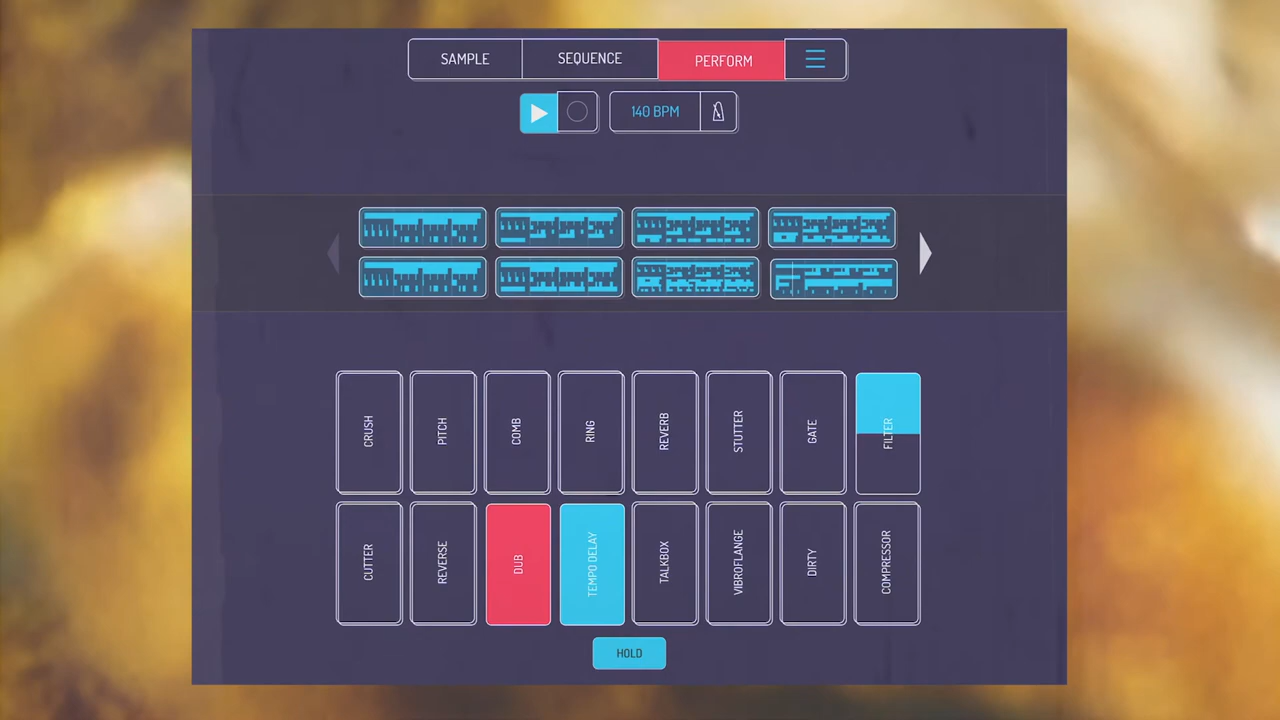 SAMPLE
SEQUENCE
PERFORM
140 BPM
CRUSH
PITCH
COMB
RING
REVERB
STUTTER
GATE
FILTER
CUTTER
REVERSE
DUB
TEMPO DELAY
TALKBOX
VIBROFLANGE
DIRTY
COMPRESSOR
HOLD